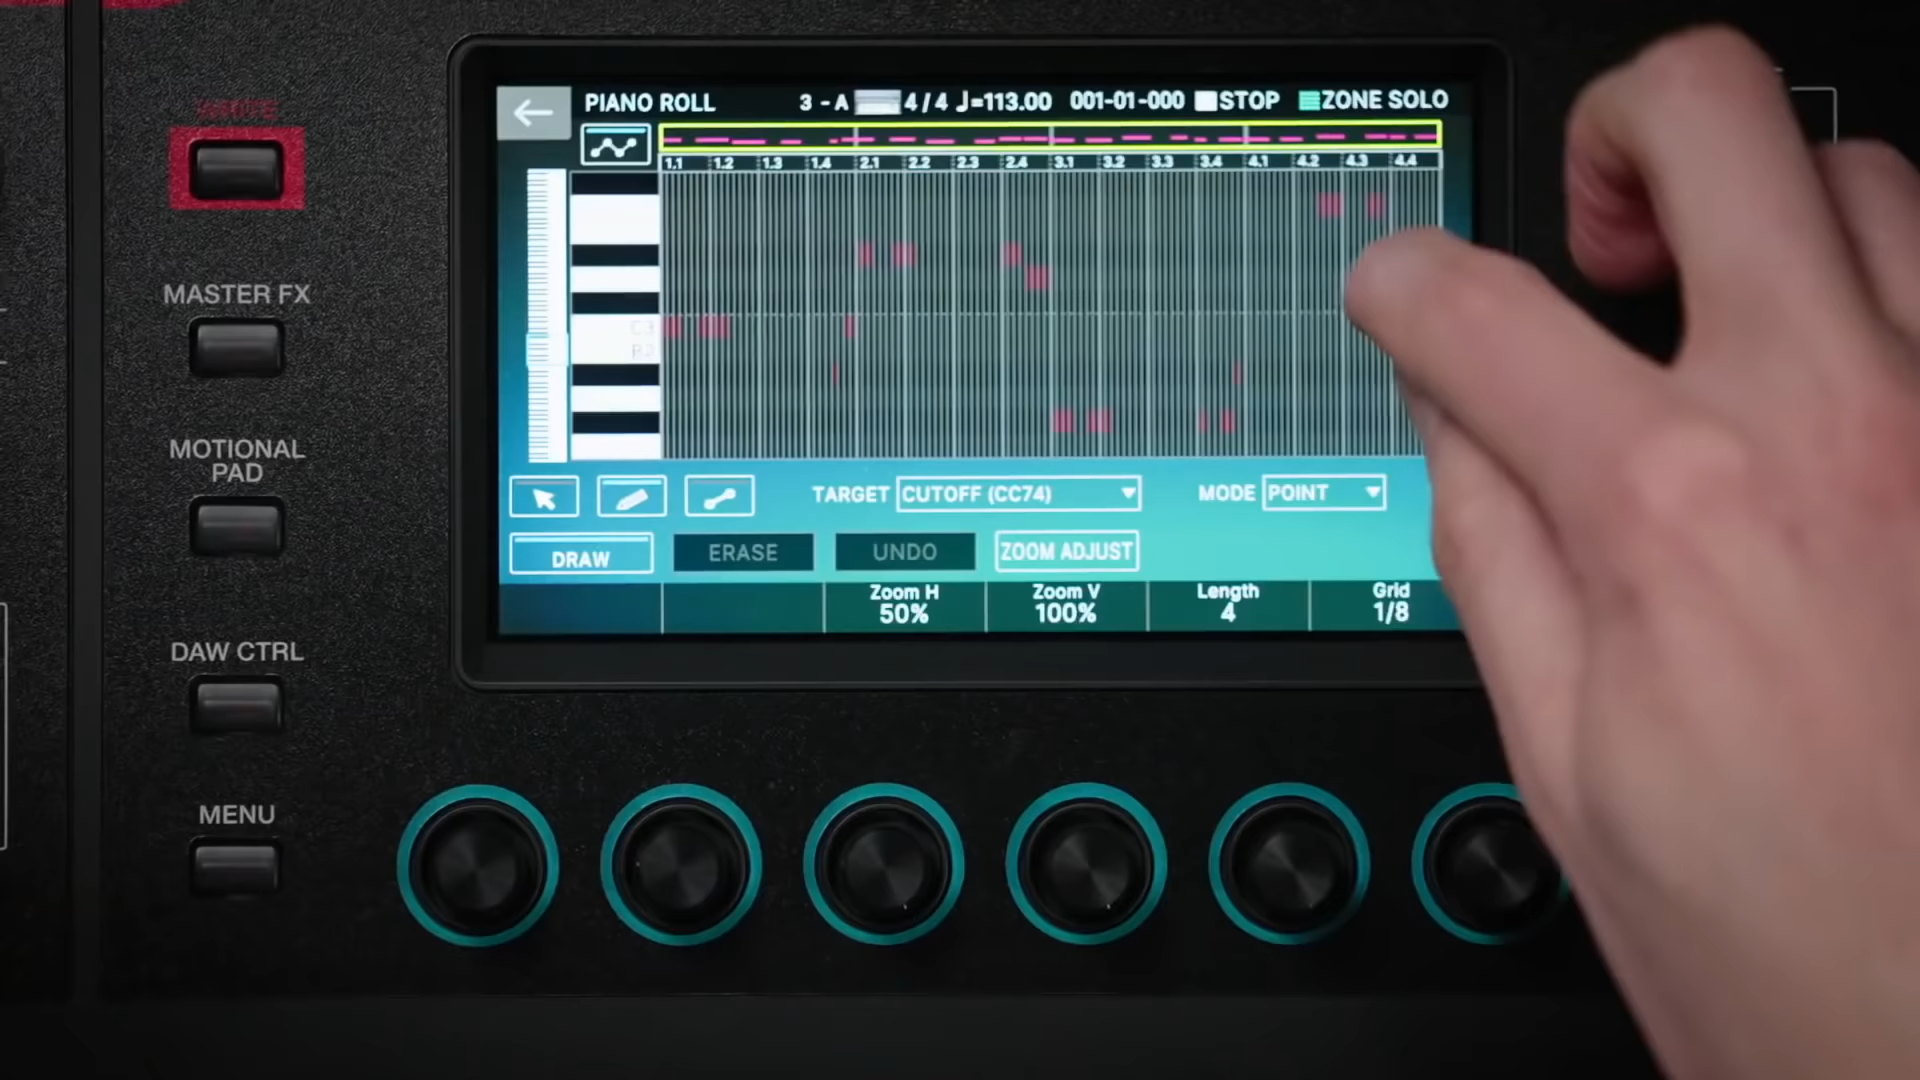 WRITE
MASTER FX
MOTIONAL
PAD
DAW CTRL
MENU
PIANO ROLL 3 - A 4/4 ♩=113.00 001-01-000 STOP ZONE SOLO
1.1 1.2 1.3 1.4 2.1 2.2 2.3 2.4 3.1 3.2 3.3 3.4 4.1 4.2 4.3 4.4
C3
B2
TARGET CUTOFF (CC74) MODE POINT
DRAW ERASE UNDO ZOOM ADJUST
Zoom H Zoom V Length Grid
50% 100% 4 1/8